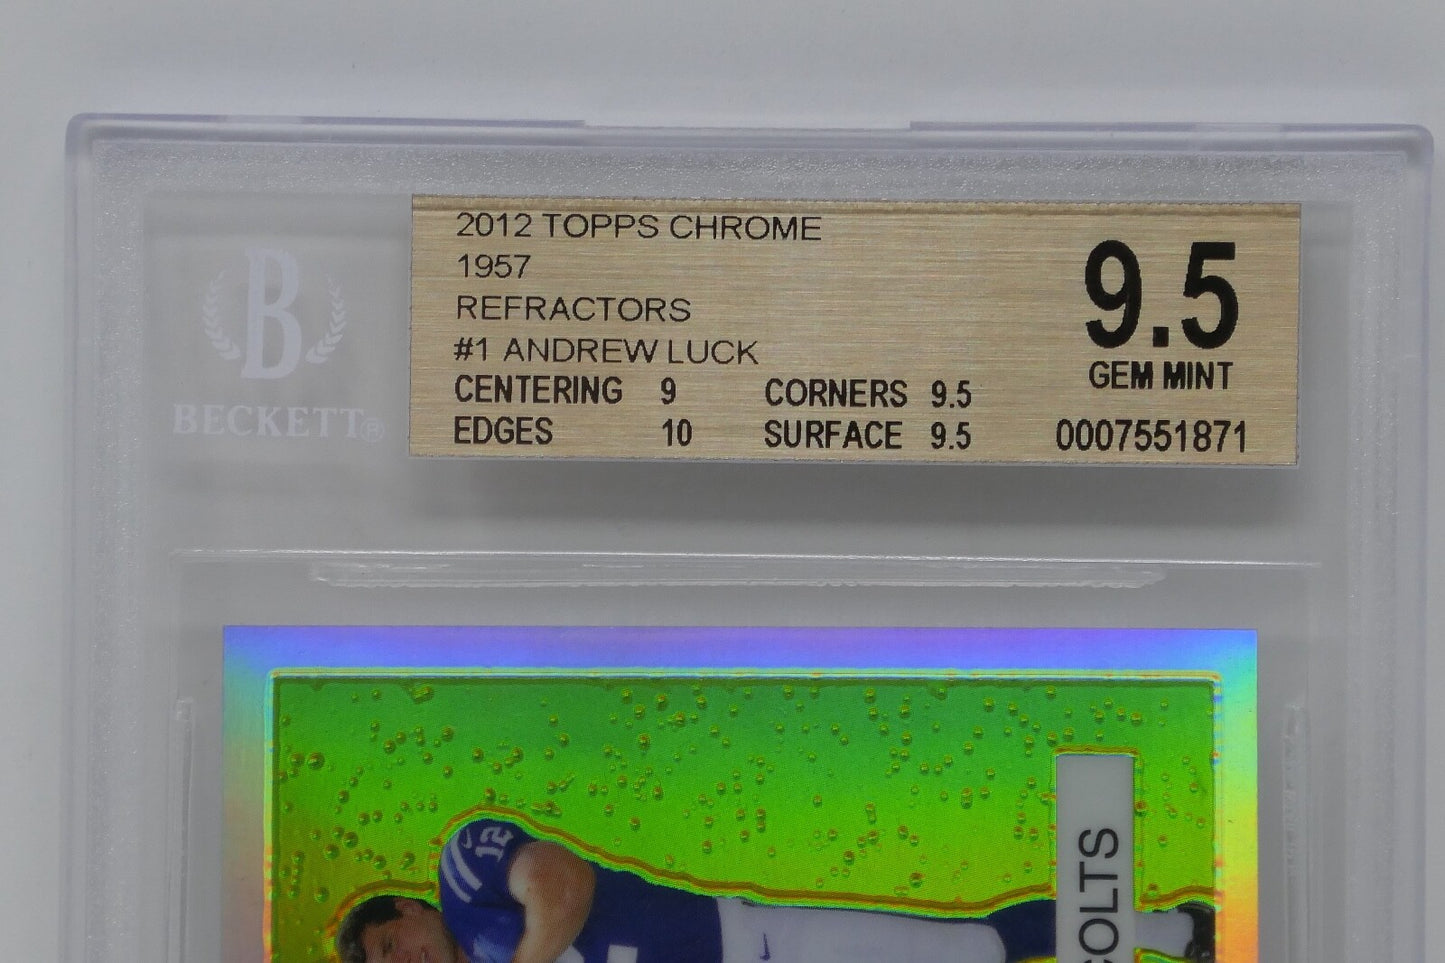 2012 TOPPS CHROME
1957
REFRACTORS
#1 ANDREW LUCK
CENTERING 9 CORNERS 9.5
EDGES 10 SURFACE 9.5
9.5
GEM MINT
0007551871
B
BECKETT®
12
COLTS